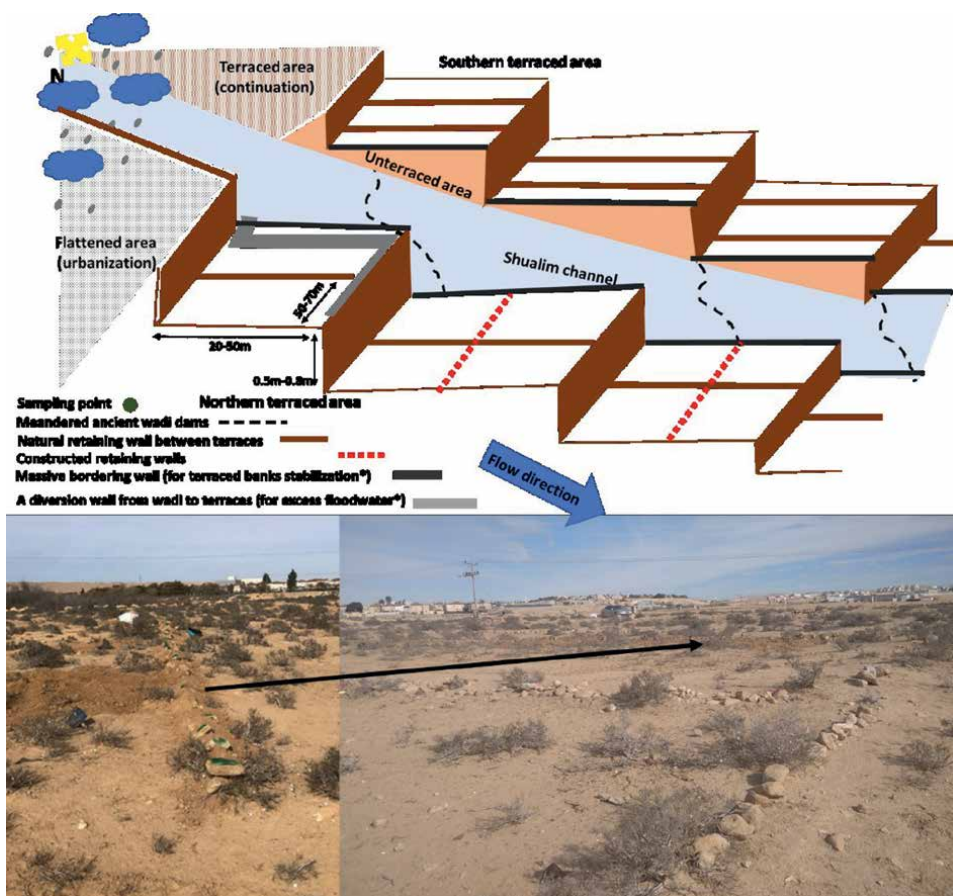 N
Terraced area
(continuation)
Southern terraced area
Unterraced area
Flattened area
(urbanization)
Shualim channel
50-70m
20-50m
0.5m-0.8m
Sampling point
Northern terraced area
Meandered ancient wadi dams
Natural retaining wall between terraces
Constructed retaining walls
Massive bordering wall (for terraced banks stabilization*)
A diversion wall from wadi to terraces (for excess floodwater*)
Flow direction